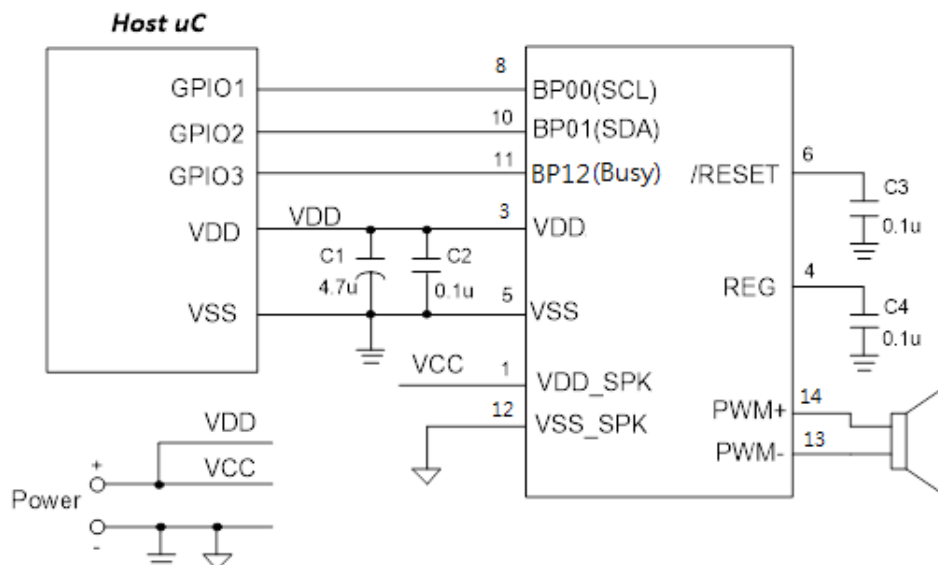 Host uC
GPIO1
GPIO2
GPIO3
VDD
VSS
VDD
C1
4.7u
C2
0.1u
8
10
11
3
5
1
12
VCC
BP00(SCL)
BP01(SDA)
BP12(Busy)
VDD
VSS
VDD_SPK
VSS_SPK
/RESET
REG
PWM+
PWM-
6
C3
0.1u
4
C4
0.1u
14
13
VDD
VCC
+
Power
-